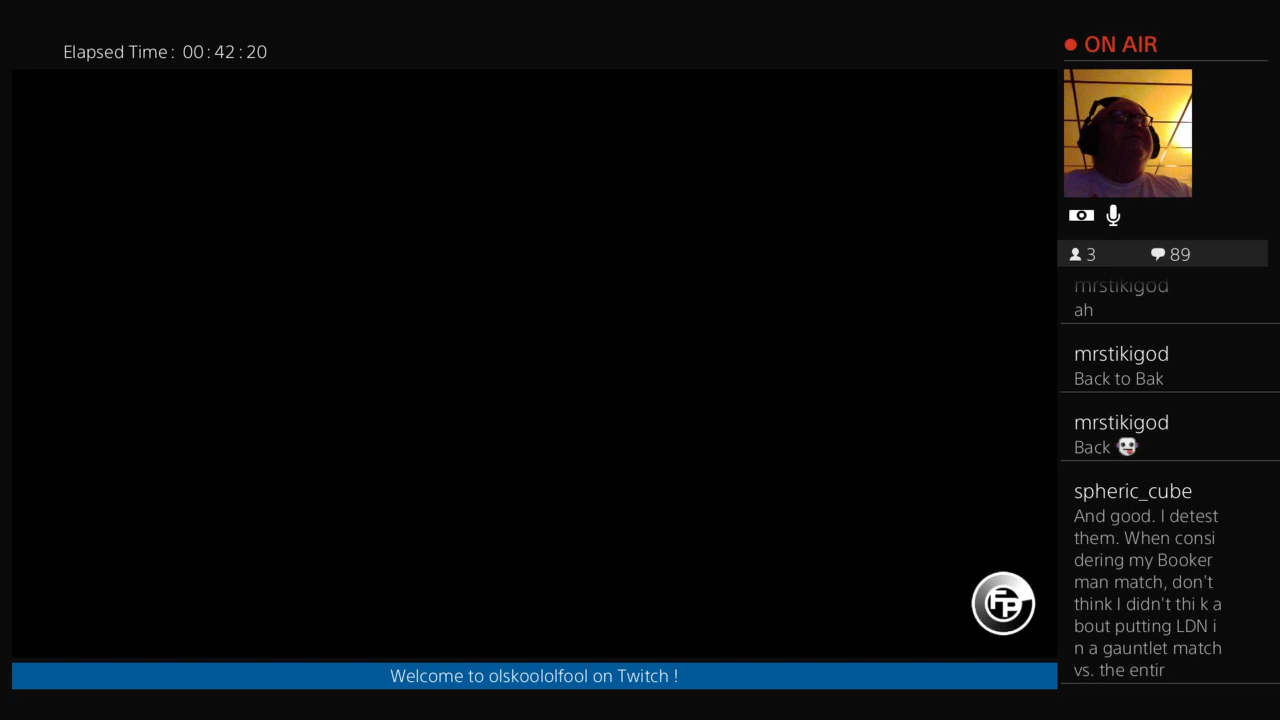 Elapsed Time: 00:42:20
ON AIR
3 89
mrstikigod
ah
mrstikigod
Back to Bak
mrstikigod
Back
spheric_cube
And good. I detest
them. When consi
dering my Booker
man match, don't
think I didn't thi k a
bout putting LDN i
n a gauntlet match
vs. the entir
FP
Welcome to olskoololfool on Twitch !